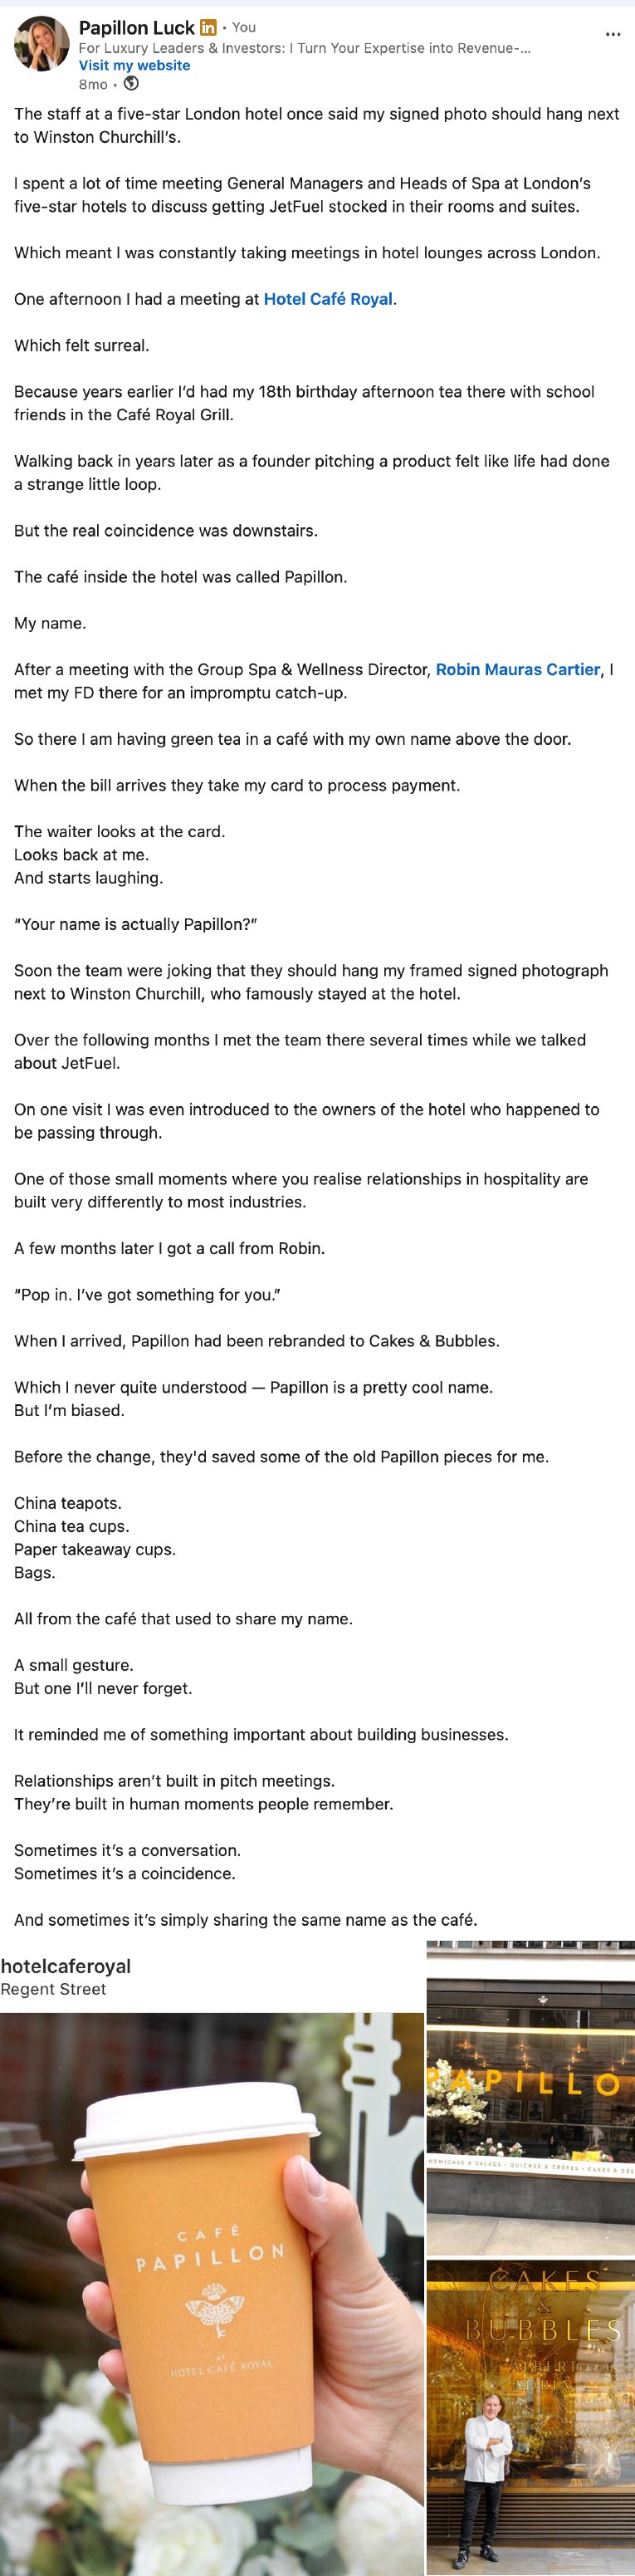 Papillon Luck in · You
For Luxury Leaders & Investors: I Turn Your Expertise into Revenue-...
Visit my website
8mo ·
The staff at a five-star London hotel once said my signed photo should hang next
to Winston Churchill's.
I spent a lot of time meeting General Managers and Heads of Spa at London's
five-star hotels to discuss getting JetFuel stocked in their rooms and suites.
Which meant I was constantly taking meetings in hotel lounges across London.
One afternoon I had a meeting at Hotel Café Royal.
Which felt surreal.
Because years earlier I'd had my 18th birthday afternoon tea there with school
friends in the Café Royal Grill.
Walking back in years later as a founder pitching a product felt like life had done
a strange little loop.
But the real coincidence was downstairs.
The café inside the hotel was called Papillon.
My name.
After a meeting with the Group Spa & Wellness Director, Robin Mauras Cartier, I
met my FD there for an impromptu catch-up.
So there I am having green tea in a café with my own name above the door.
When the bill arrives they take my card to process payment.
The waiter looks at the card.
Looks back at me.
And starts laughing.
"Your name is actually Papillon?"
Soon the team were joking that they should hang my framed signed photograph
next to Winston Churchill, who famously stayed at the hotel.
Over the following months I met the team there several times while we talked
about JetFuel.
On one visit I was even introduced to the owners of the hotel who happened to
be passing through.
One of those small moments where you realise relationships in hospitality are
built very differently to most industries.
A few months later I got a call from Robin.
"Pop in. I've got something for you."
When I arrived, Papillon had been rebranded to Cakes & Bubbles.
Which I never quite understood — Papillon is a pretty cool name.
But I'm biased.
Before the change, they'd saved some of the old Papillon pieces for me.
China teapots.
China tea cups.
Paper takeaway cups.
Bags.
All from the café that used to share my name.
A small gesture.
But one I'll never forget.
It reminded me of something important about building businesses.
Relationships aren't built in pitch meetings.
They're built in human moments people remember.
Sometimes it's a conversation.
Sometimes it's a coincidence.
And sometimes it's simply sharing the same name as the café.
hotelcaferoyal
Regent Street
CAFÉ
PAPILLON
AT
HOTEL CAFÉ ROYAL
PAPILLO
& SALADS · QUICHES & CRÊPES · CAKES &
CAKES
&
BUBBLES
ALBERT
ADRIÀ